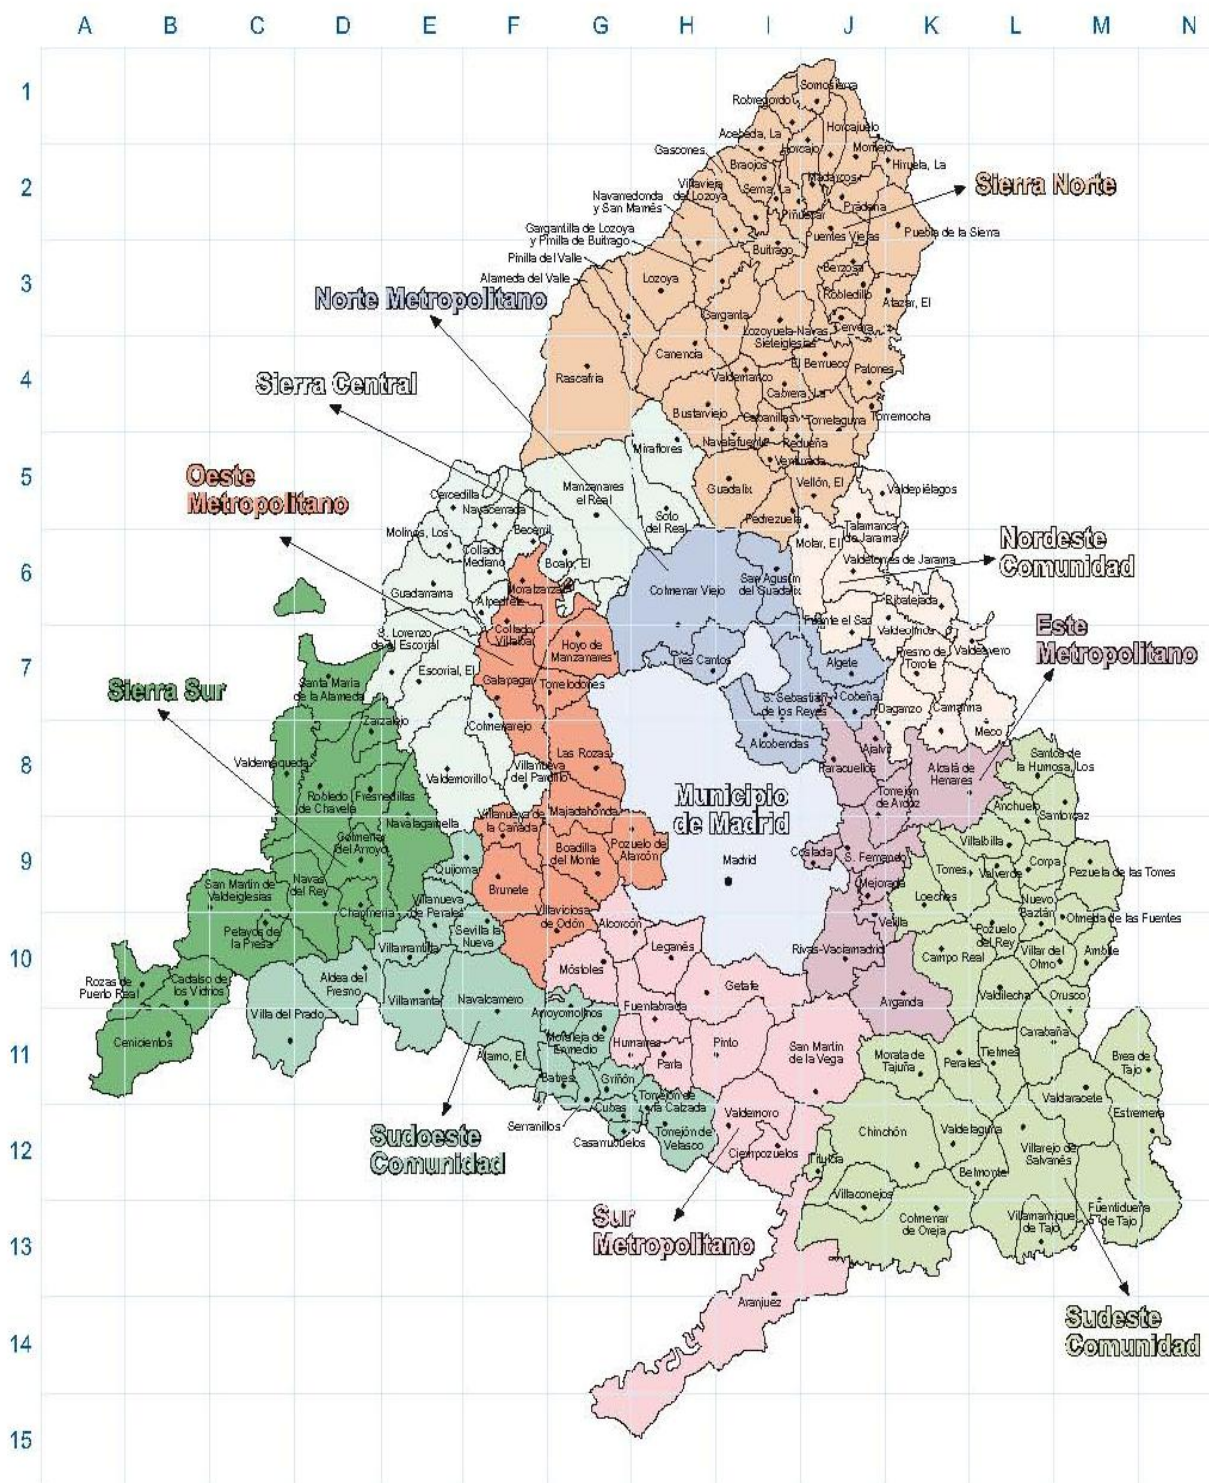 A B C D E F G H I J K L M N
1
Somosierra
Robregordo
Horcajuelo
Acebeda, La
Horcajo
Montejo
Gascones
Braojos
Hiruela, La
2
Madarcos
Sierra Norte
Villavieja
de Lozoya
Serna, La
Navarredonda
y San Mamés
Prádena
Piñuecar
Gargantilla de Lozoya
y Pinilla de Buitrago
Puentes Viejas
Puebla de la Sierra
Buitrago
Pinilla del Valle
Berzosa
Alameda del Valle
Lozoya
3
Norte Metropolitano
Robledillo
Atazar, El
Garganta
Cervera
Lozoyuela-Navas
Sieteiglesias
Canencia
El Berrueco
4
Sierra Central
Rascafría
Valdemanco
Patones
Cabrera, La
Bustarviejo
Cabanillas
Torrelaguna
Torremocha
Miraflores
Navalafuente
Redueña
Venturada
5
Oeste
Metropolitano
Cercedilla
Manzanares
el Real
Guadalix
Vellón, El
Valdepiélagos
Navacerrada
Soto
del Real
Pedrezuela
Molinos, Los
Becerril
Talamanca
de Jarama
Molar, El
Nordeste
Comunidad
Collado
Mediano
Boalo, El
Valdetorres de Jarama
6
Guadarrama
Moralzarzal
Colmenar Viejo
San Agustín
del Guadalix
Alpedrete
Ribatejada
Fuente el Saz
Este
Metropolitano
S. Lorenzo
de el Escorial
Collado
Villalba
Hoyo de
Manzanares
Valdeolmos
Valdeavero
Fresno de
Torote
7
Escorial, El
Tres Cantos
Algete
Santa María
de la Alameda
Galapagar
Torrelodones
Sierra Sur
S. Sebastián
de los Reyes
Cobeña
Daganzo
Camarma
Zarzalejo
Colmenarejo
Meco
Alcobendas
Ajalvir
8
Valdemaqueda
Las Rozas
Paracuellos
Alcalá de
Henares
Santos de
la Humosa, Los
Valdemorillo
Villanueva
del Pardillo
Robledo
de Chavela
Fresnedillas
Municipio
de Madrid
Torrejón
de Ardoz
Anchuelo
Santorcaz
Navalagamella
Villanueva de
la Cañada
Majadahonda
Colmenar
del Arroyo
Boadilla
del Monte
Pozuelo de
Alarcón
Villalbilla
9
Quijorna
Madrid
Coslada
S. Fernando
Torres
Corpa
Pezuela de las Torres
Valverde
San Martín de
Valdeiglesias
Navas
del Rey
Brunete
Mejorada
Loeches
Nuevo
Baztán
Chapinería
Villanueva
de Perales
Villaviciosa
de Odón
Velilla
Olmeda de las Fuentes
Pelayos de
la Presa
Sevilla la
Nueva
Alcorcón
Pozuelo
del Rey
Villamantilla
Leganés
Rivas-Vaciamadrid
Campo Real
Villar del
Olmo
Ambite
10
Rozas de
Puerto Real
Cadalso de
los Vidrios
Aldea del
Fresno
Móstoles
Getafe
Villamanta
Navalcarnero
Arganda
Valdilecha
Orusco
Villa del Prado
Arroyomolinos
Fuenlabrada
Carabaña
Cenicientos
Moraleja de
Enmedio
Humanes
Pinto
San Martín
de la Vega
11
Álamo, El
Parla
Morata de
Tajuña
Perales
Tielmes
Brea de
Tajo
Batres
Griñón
Valdaracete
Torrejón de
la Calzada
Cubas
Valdemoro
Estremera
Serranillos
Casarrubuelos
Torrejón de
Velasco
Chinchón
Valdelaguna
12
Sudoeste
Comunidad
Ciempozuelos
Titulcia
Villarejo de
Salvanés
Belmonte
Villaconejos
Sur
Metropolitano
Colmenar
de Oreja
Villamanrique
de Tajo
Fuentidueña
de Tajo
13
Aranjuez
Sudeste
Comunidad
14
15